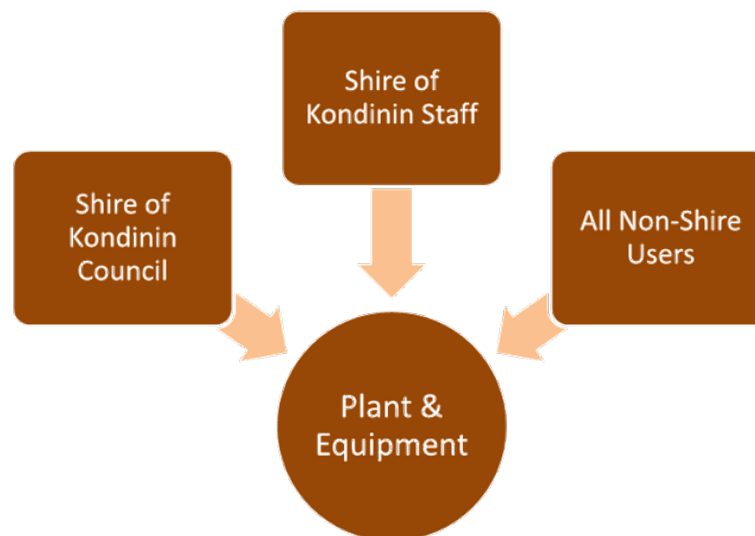 Shire of
Kondinin Staff
Shire of
Kondinin
Council
All Non-Shire
Users
Plant &
Equipment